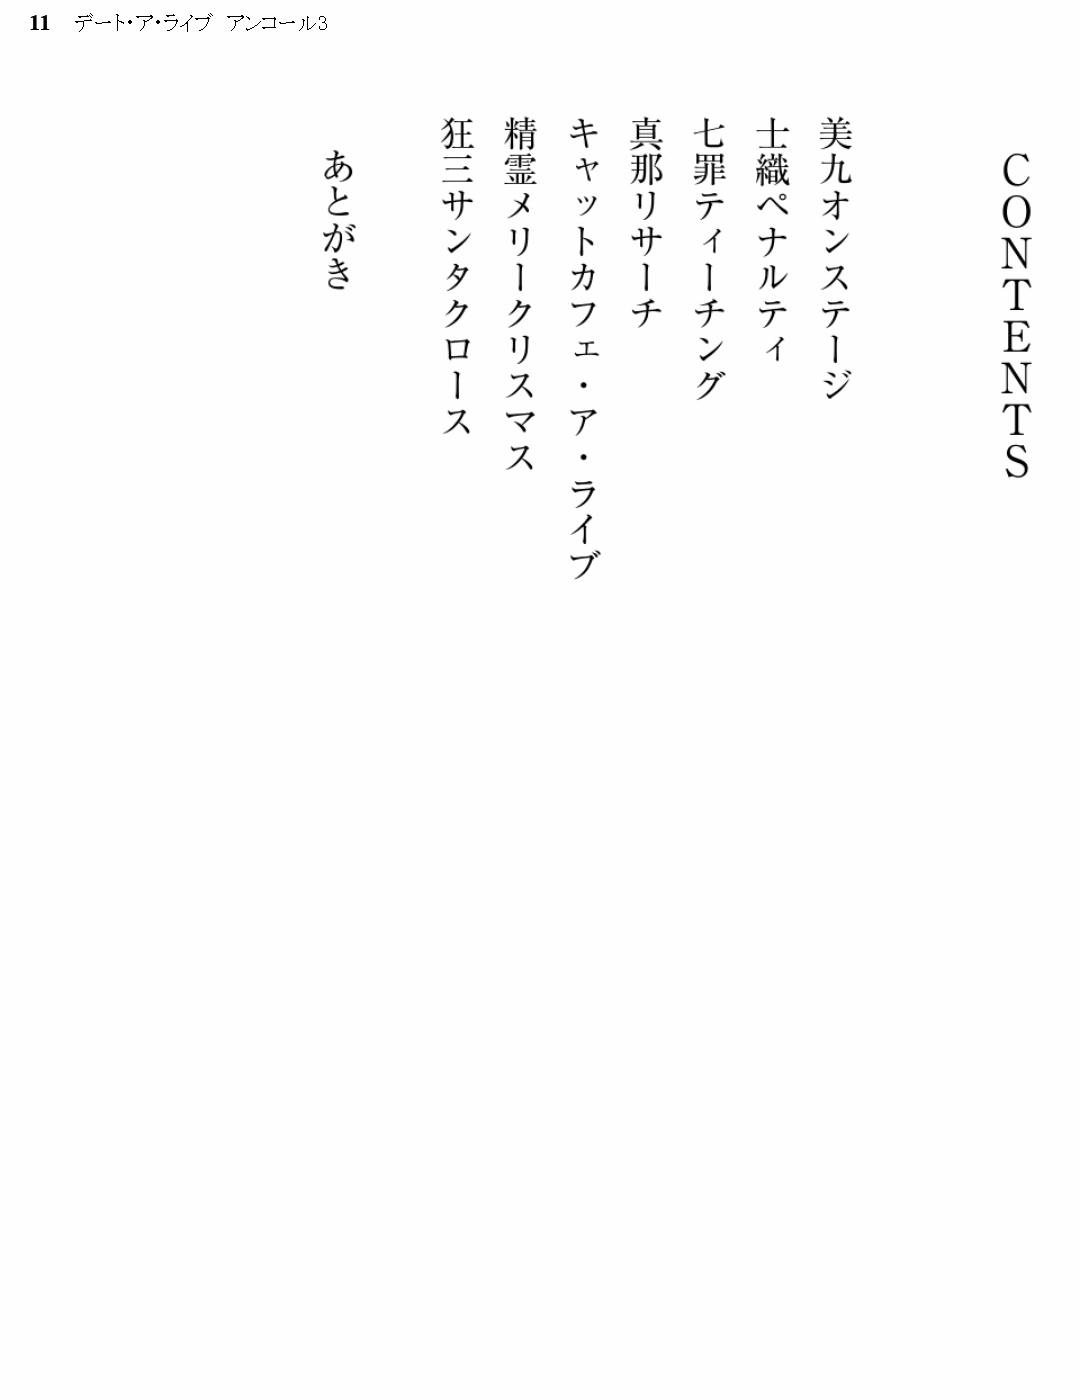 11 デート・ア・ライブ アンコール3
CONTENTS
美九オンステージ
士織ペナルティ
七罪ティーチング
真那リサーチ
キャットカフェ・ア・ライブ
精霊メリークリスマス
狂三サンタクロース
あとがき